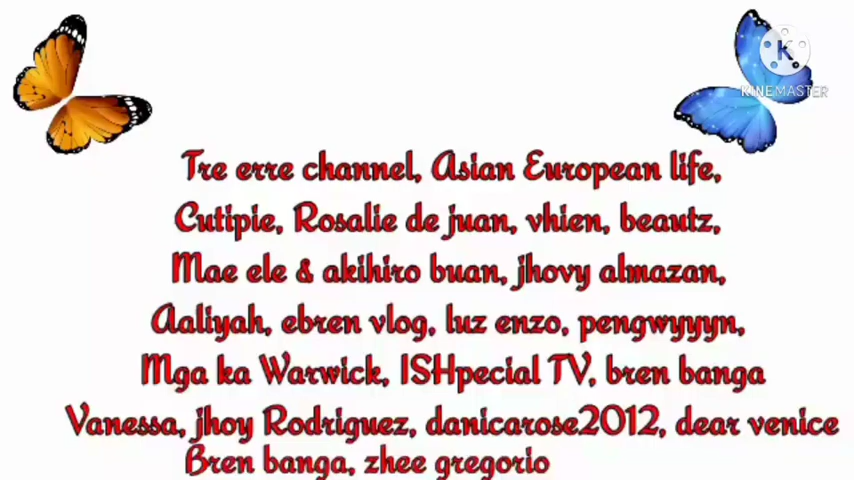 KINEMASTER
Tre erre channel, Asian European life,
Cutipie, Rosalie de juan, vhien, beautz,
Mae ele & akihiro buan, jhovy almazan,
Aaliyah, ebren vlog, luz enzo, pengwyyyn,
Mga ka Warwick, ISHpecial TV, bren banga
Vanessa, jhoy Rodriguez, danicarose2012, dear venice
Bren banga, zhee gregorio